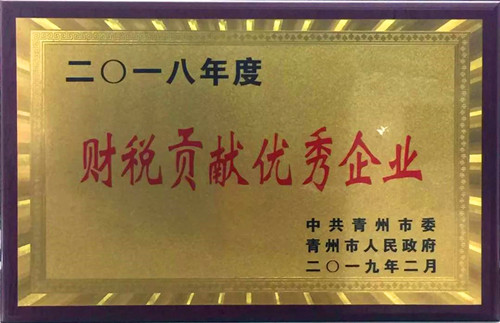 二〇一八年度
财税贡献优秀企业
中共青州市委
青州市人民政府
二〇一九年二月